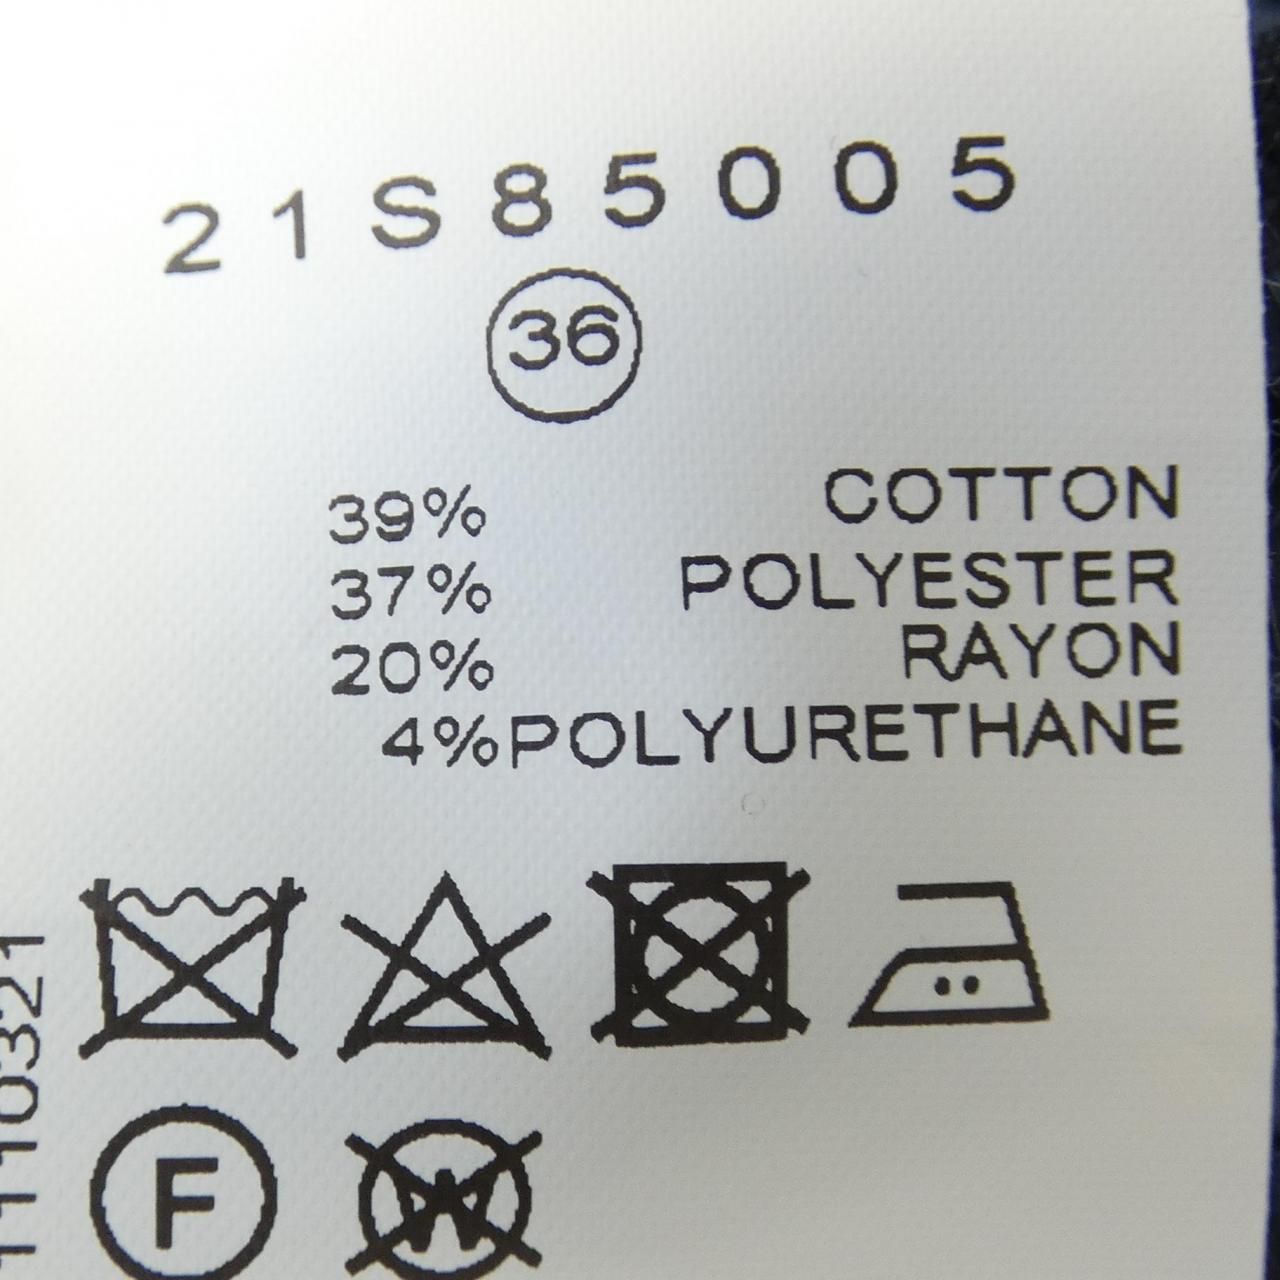 21S85005
36
39% COTTON
37% POLYESTER
20% RAYON
4% POLYURETHANE
F
W